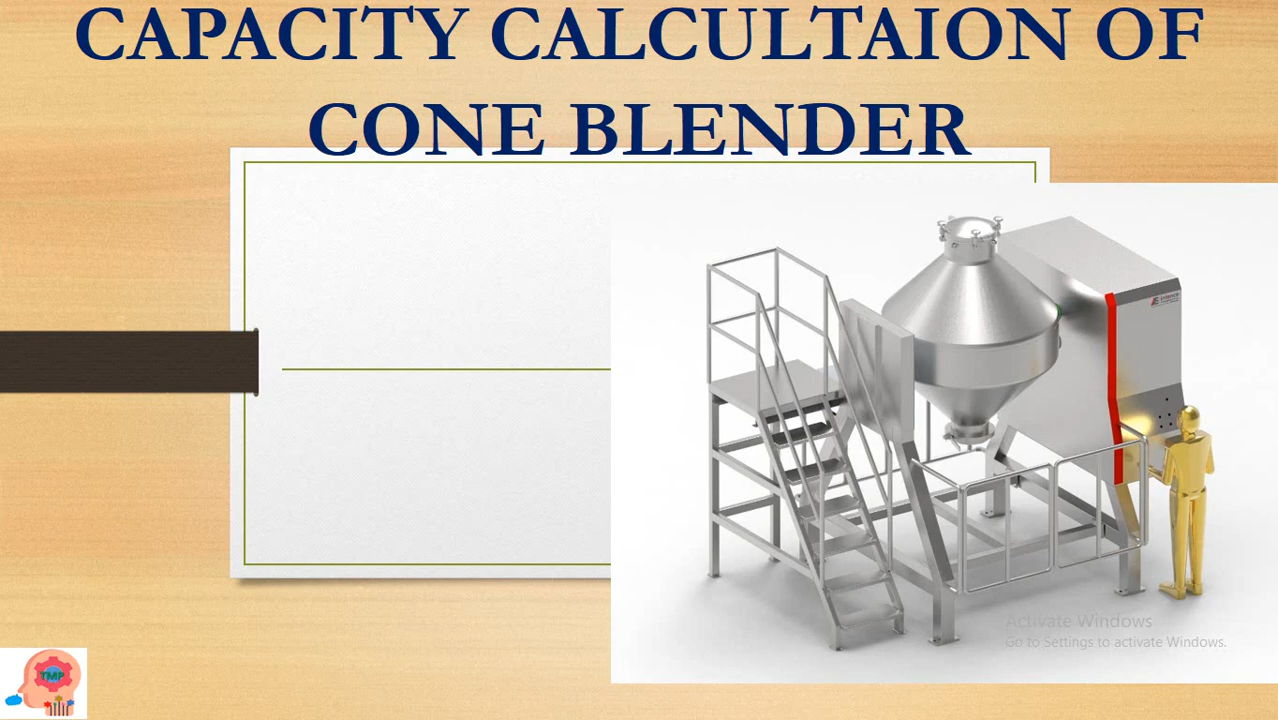 CAPACITY CALCULTAION OF
CONE BLENDER
Activate Windows
Go to Settings to activate Windows.
TMP